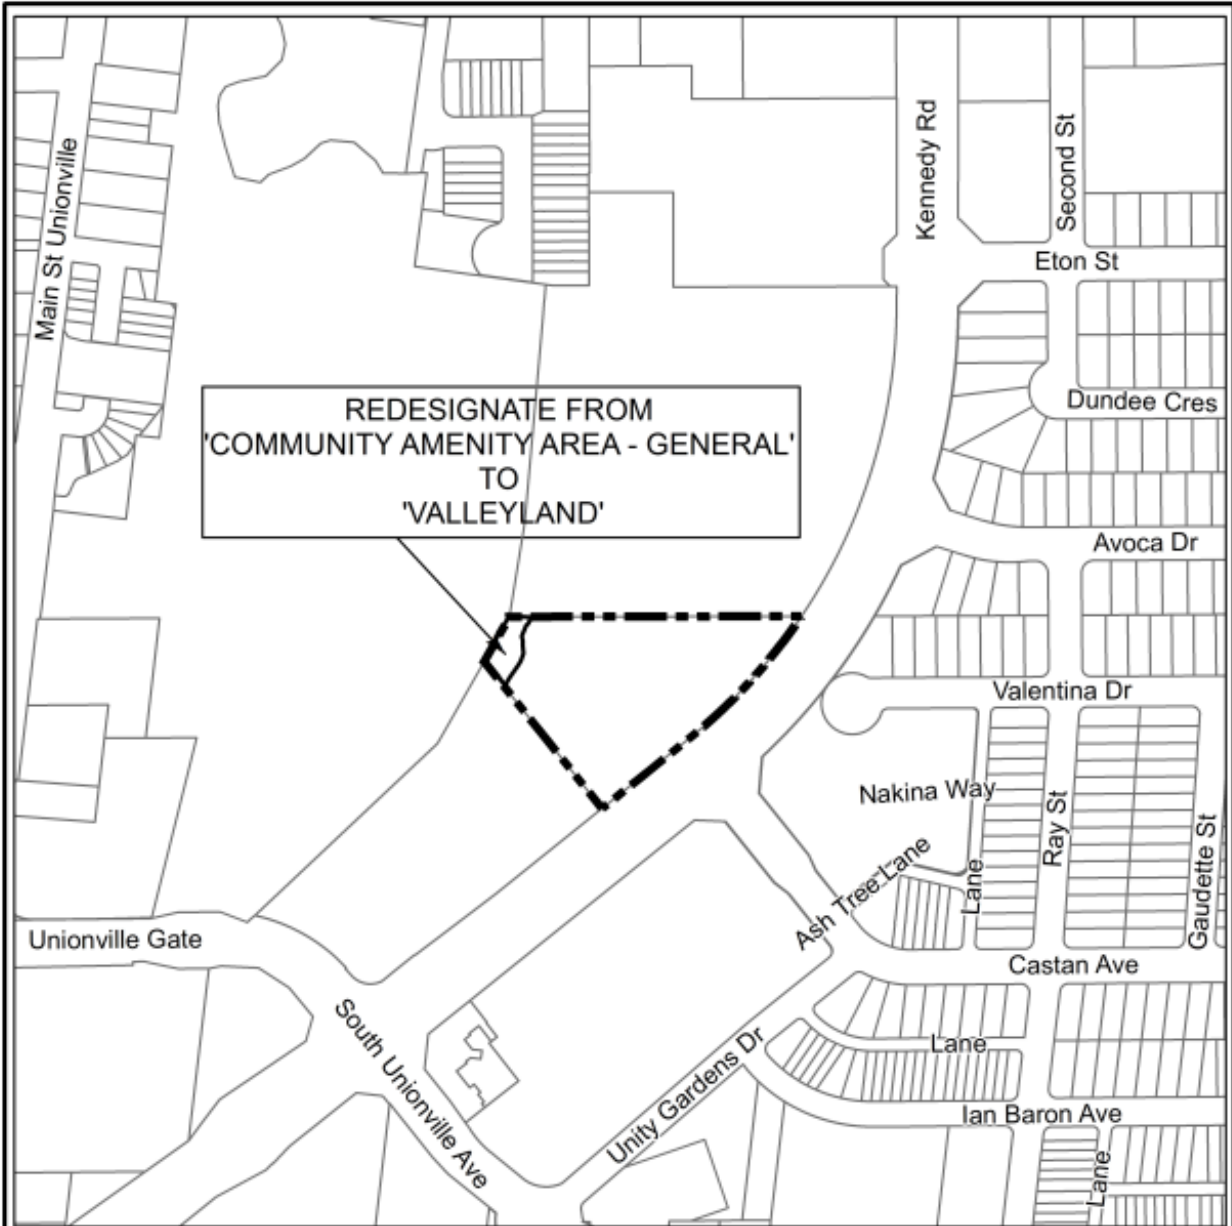 Main St Unionville
Kennedy Rd
Second St
Eton St
Dundee Cres
REDESIGNATE FROM
'COMMUNITY AMENITY AREA - GENERAL'
TO
'VALLEYLAND'
Avoca Dr
Valentina Dr
Nakina Way
Ray St
Gaudette St
Ash Tree Lane
Lane
Unionville Gate
Castan Ave
South Unionville Ave
Unity Gardens Dr
Lane
Ian Baron Ave
Lane